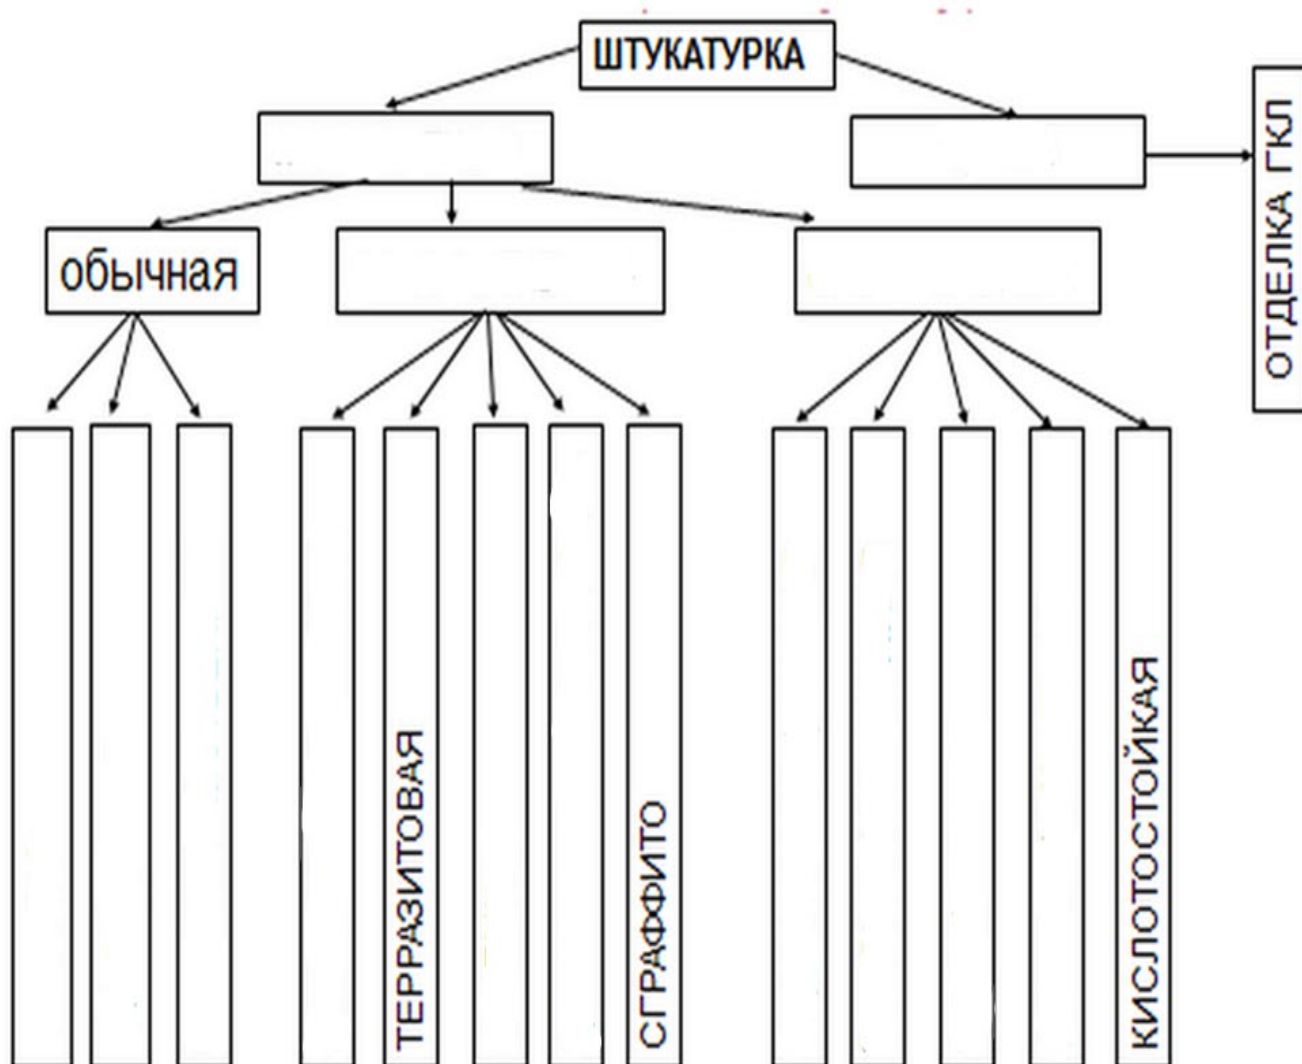 ШТУКАТУРКА
ОТДЕЛКА ГКЛ
обычная
ТЕРРАЗИТОВАЯ
СГРАФФИТО
КИСЛОТОСТОЙКАЯ